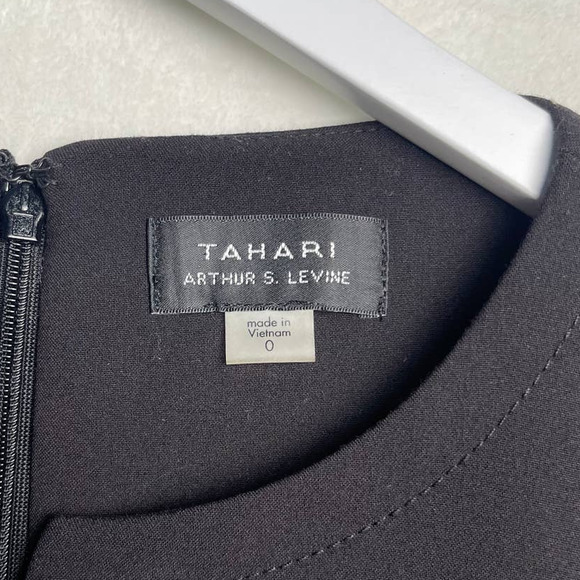 TAHARI
ARTHUR S. LEVINE
made in
Vietnam
0